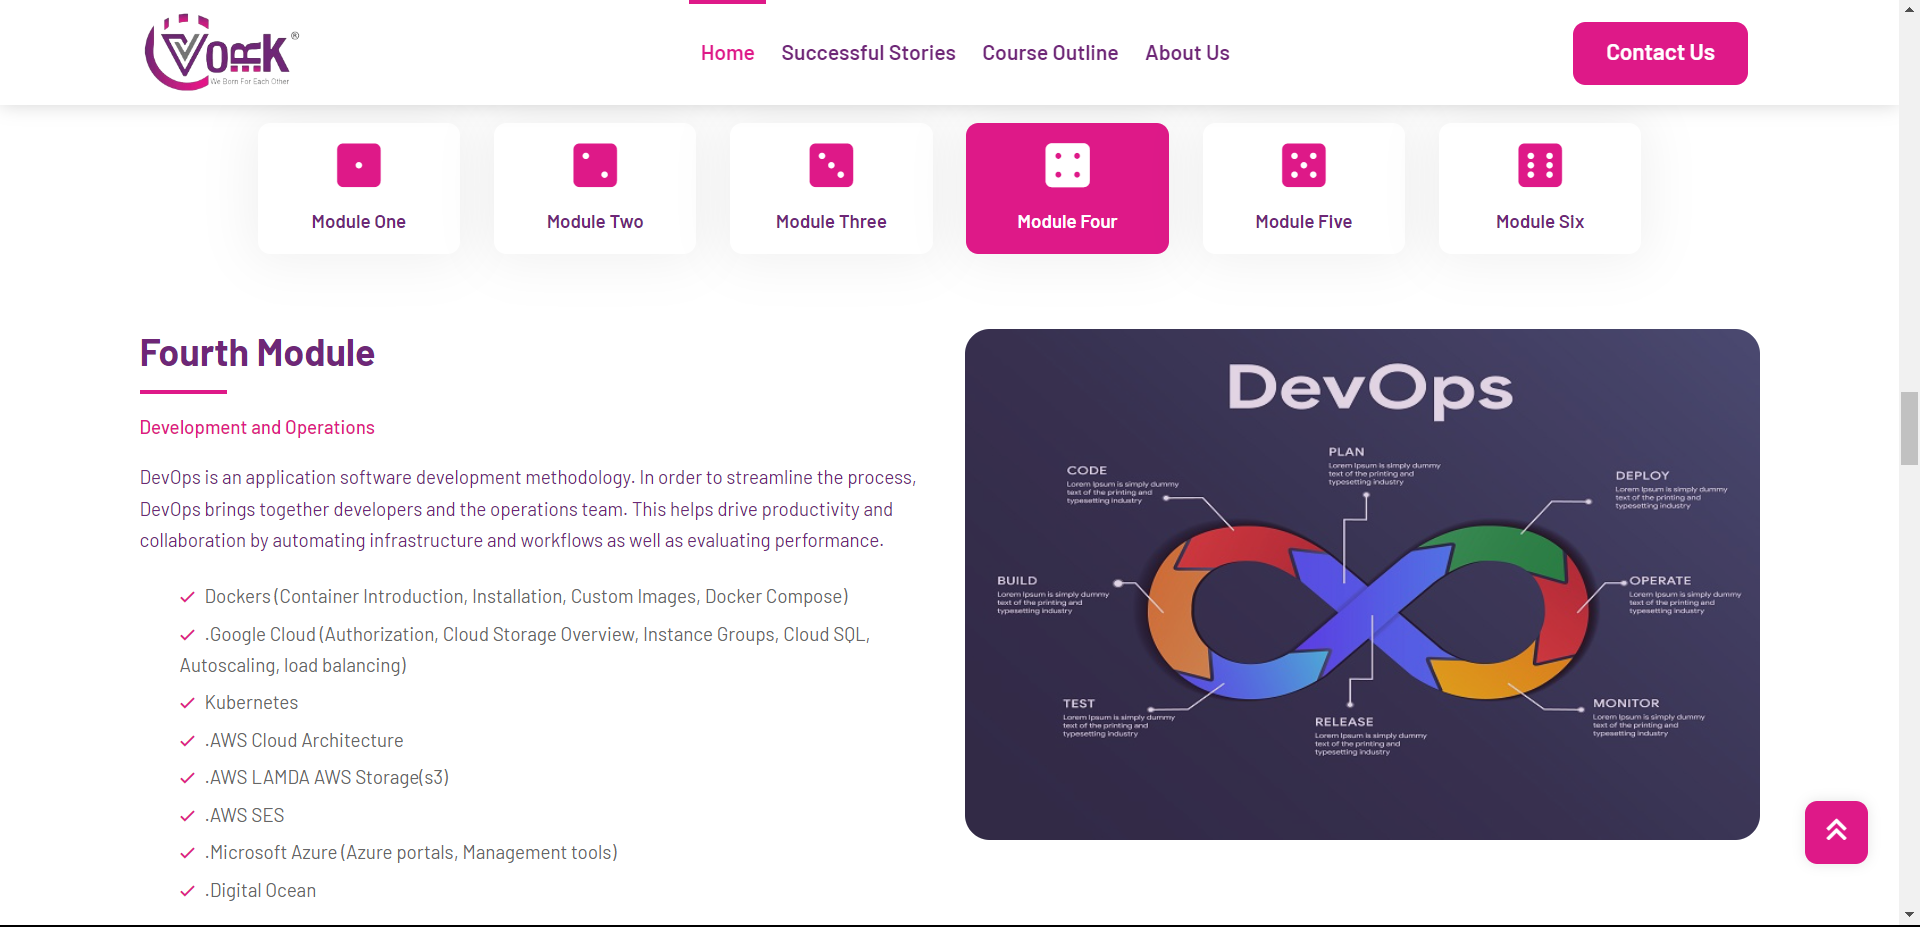 VORK®
We Born For Each Other
Home
Successful Stories
Course Outline
About Us
Contact Us
Module One
Module Two
Module Three
Module Four
Module Five
Module Six
Fourth Module
Development and Operations
DevOps is an application software development methodology. In order to streamline the process,
DevOps brings together developers and the operations team. This helps drive productivity and
collaboration by automating infrastructure and workflows as well as evaluating performance.
Dockers (Container Introduction, Installation, Custom Images, Docker Compose)
.Google Cloud (Authorization, Cloud Storage Overview, Instance Groups, Cloud SQL,
Autoscaling, load balancing)
Kubernetes
.AWS Cloud Architecture
.AWS LAMDA AWS Storage(s3)
.AWS SES
.Microsoft Azure (Azure portals, Management tools)
.Digital Ocean
DevOps
PLAN
Lorem Ipsum is simply dummy
text of the printing and
typesetting industry
CODE
Lorem Ipsum is simply dummy
text of the printing and
typesetting industry
DEPLOY
Lorem Ipsum is simply dummy
text of the printing and
typesetting industry
BUILD
Lorem Ipsum is simply dummy
text of the printing and
typesetting industry
OPERATE
Lorem Ipsum is simply dummy
text of the printing and
typesetting industry
TEST
Lorem Ipsum is simply dummy
text of the printing and
typesetting industry
RELEASE
Lorem Ipsum is simply dummy
text of the printing and
typesetting industry
MONITOR
Lorem Ipsum is simply dummy
text of the printing and
typesetting industry